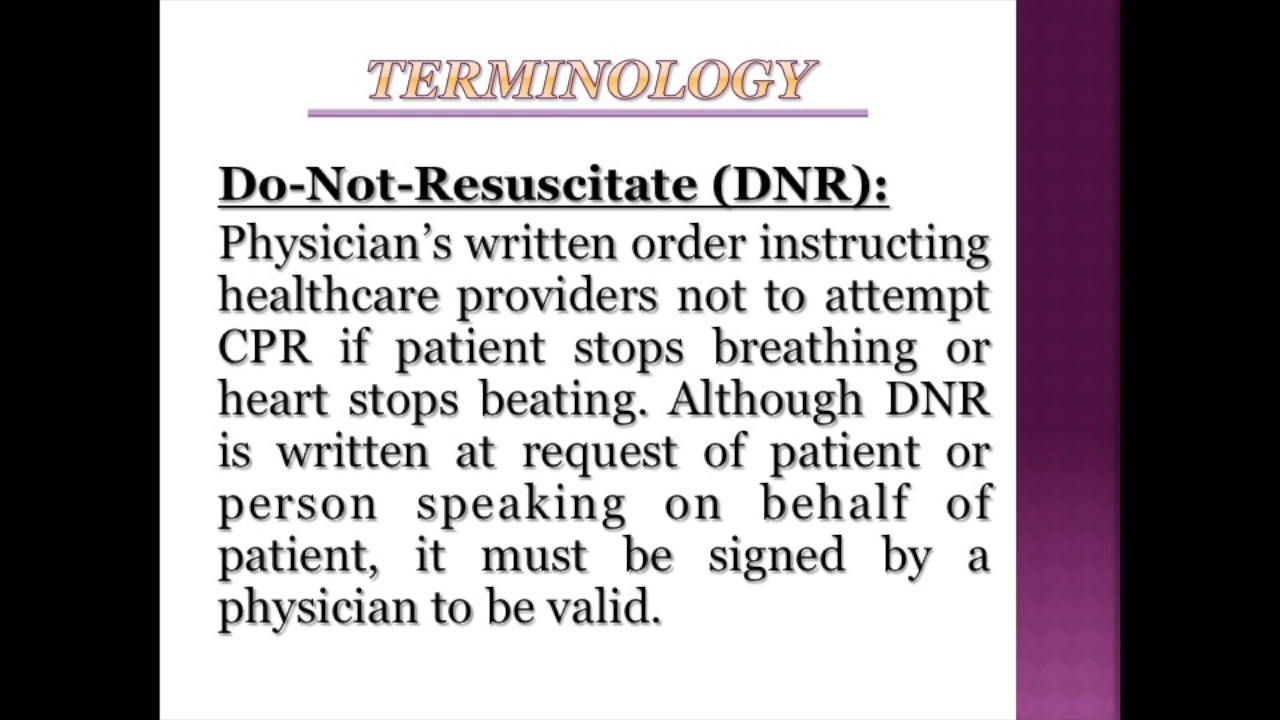 TERMINOLOGY
Do-Not-Resuscitate (DNR):
Physician’s written order instructing
healthcare providers not to attempt
CPR if patient stops breathing or
heart stops beating. Although DNR
is written at request of patient or
person speaking on behalf of
patient, it must be signed by a
physician to be valid.